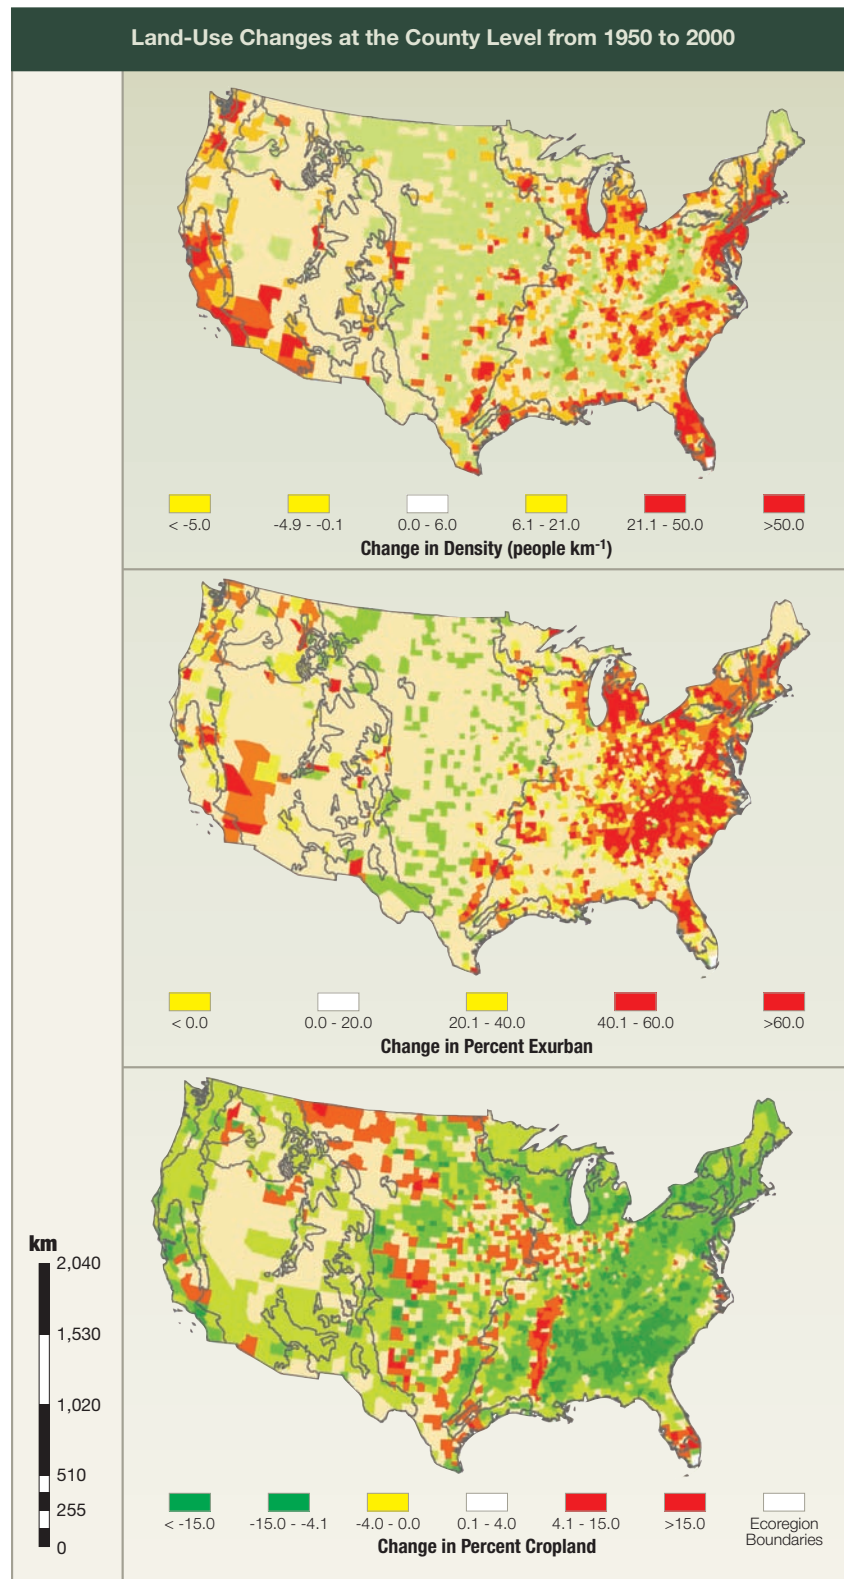 Land-Use Changes at the County Level from 1950 to 2000
< -5.0 -4.9 - -0.1 0.0 - 6.0 6.1 - 21.0 21.1 - 50.0 >50.0
Change in Density (people km-1)
< 0.0 0.0 - 20.0 20.1 - 40.0 40.1 - 60.0 >60.0
Change in Percent Exurban
km
2,040
1,530
1,020
510
255
0
< -15.0 -15.0 - -4.1 -4.0 - 0.0 0.1 - 4.0 4.1 - 15.0 >15.0 Ecoregion
Boundaries
Change in Percent Cropland